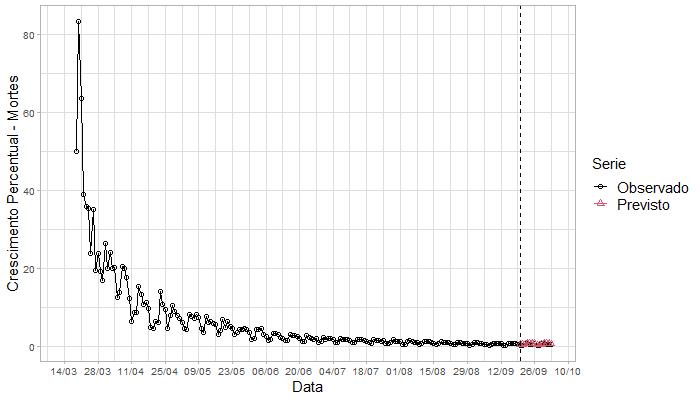 Crescimento Percentual - Mortes
80
60
40
20
0
14/03 28/03 11/04 25/04 09/05 23/05 06/06 20/06 04/07 18/07 01/08 15/08 29/08 12/09 26/09 10/10
Data
Serie
Observado
Previsto